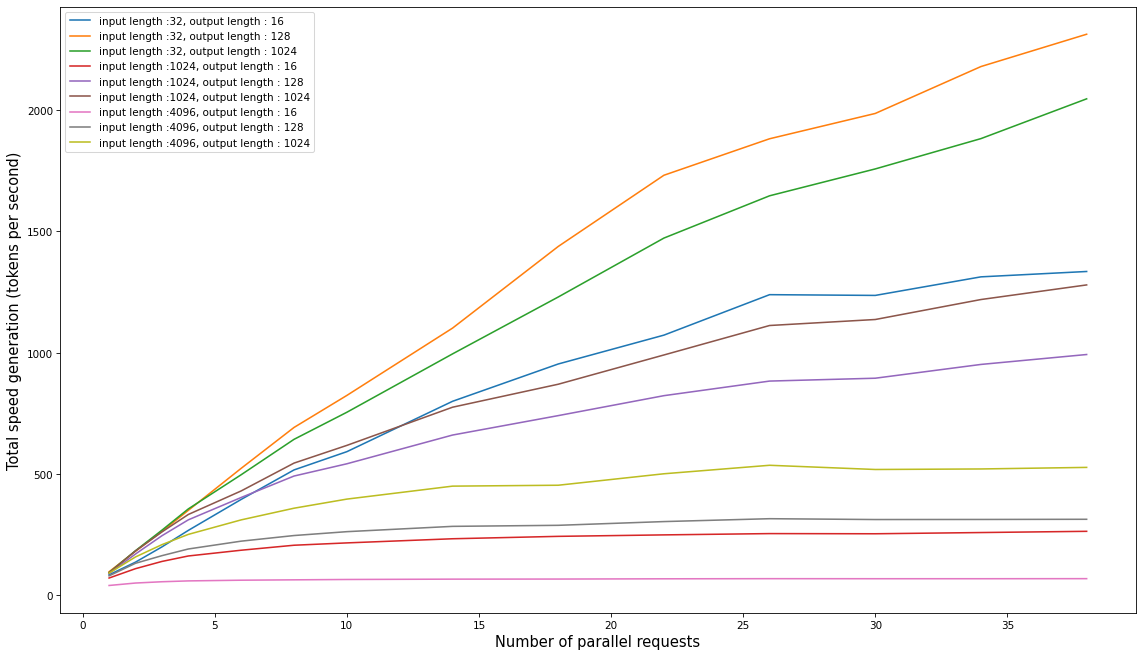 input length :32, output length : 16
input length :32, output length : 128
input length :32, output length : 1024
input length :1024, output length : 16
input length :1024, output length : 128
input length :1024, output length : 1024
input length :4096, output length : 16
input length :4096, output length : 128
input length :4096, output length : 1024
Total speed generation (tokens per second)
2000
1500
1000
500
0
0 5 10 15 20 25 30 35
Number of parallel requests